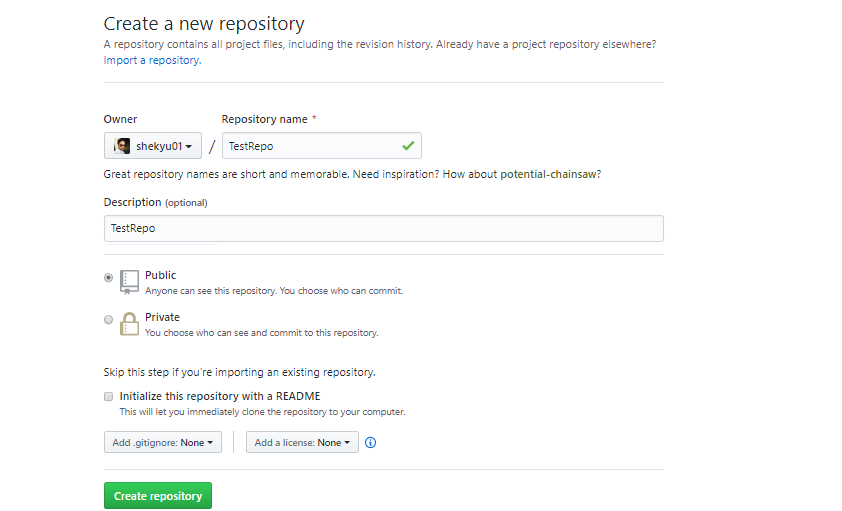 Create a new repository
A repository contains all project files, including the revision history. Already have a project repository elsewhere?
Import a repository.
Owner
Repository name *
shekyu01 / TestRepo
Great repository names are short and memorable. Need inspiration? How about potential-chainsaw?
Description (optional)
TestRepo
Public
Anyone can see this repository. You choose who can commit.
Private
You choose who can see and commit to this repository.
Skip this step if you're importing an existing repository.
Initialize this repository with a README
This will let you immediately clone the repository to your computer.
Add .gitignore: None
Add a license: None
Create repository